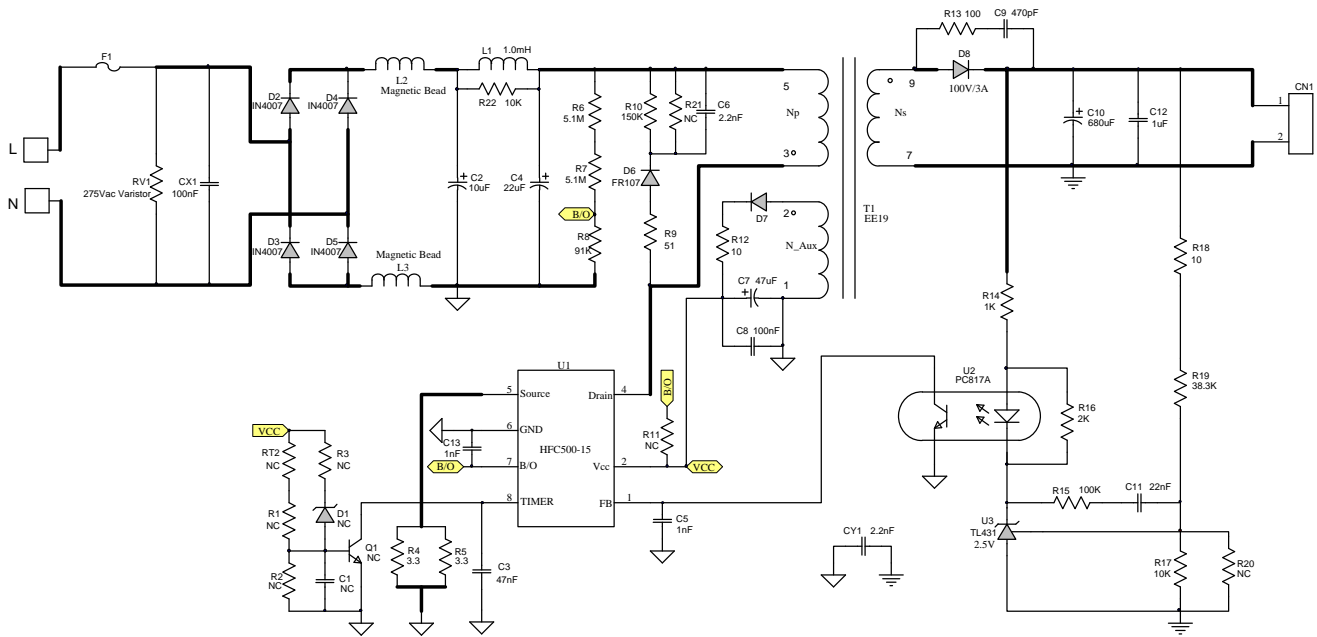 R13 100
C9 470pF
F1
L1 1.0mH
D8
100V/3A
L2
Magnetic Bead
R22 10K
D2
IN4007
D4
IN4007
R6
5.1M
R10
150K
R21
NC
C6
2.2nF
5
Np
3
9
Ns
7
C10
680uF
C12
1uF
CN1
1
2
L
N
RV1
275Vac Varistor
CX1
100nF
C2
10uF
C4
22uF
R7
5.1M
D6
FR107
B/O
R8
91K
R9
51
D7
2
N_Aux
1
T1
EE19
R12
10
D3
IN4007
D5
IN4007
Magnetic Bead
L3
C7 47uF
C8 100nF
R18
10
R14
1K
U1
5 Source
Drain 4
6 GND
HFC500-15
7 B/O
Vcc 2
8 TIMER
FB 1
B/O
R11
NC
VCC
U2
PC817A
R16
2K
R19
38.3K
VCC
RT2
NC
R3
NC
C13
1nF
B/O
R1
NC
D1
NC
Q1
NC
R2
NC
C1
NC
R4
3.3
R5
3.3
C3
47nF
C5
1nF
CY1 2.2nF
R15 100K
C11 22nF
U3
TL431
2.5V
R17
10K
R20
NC